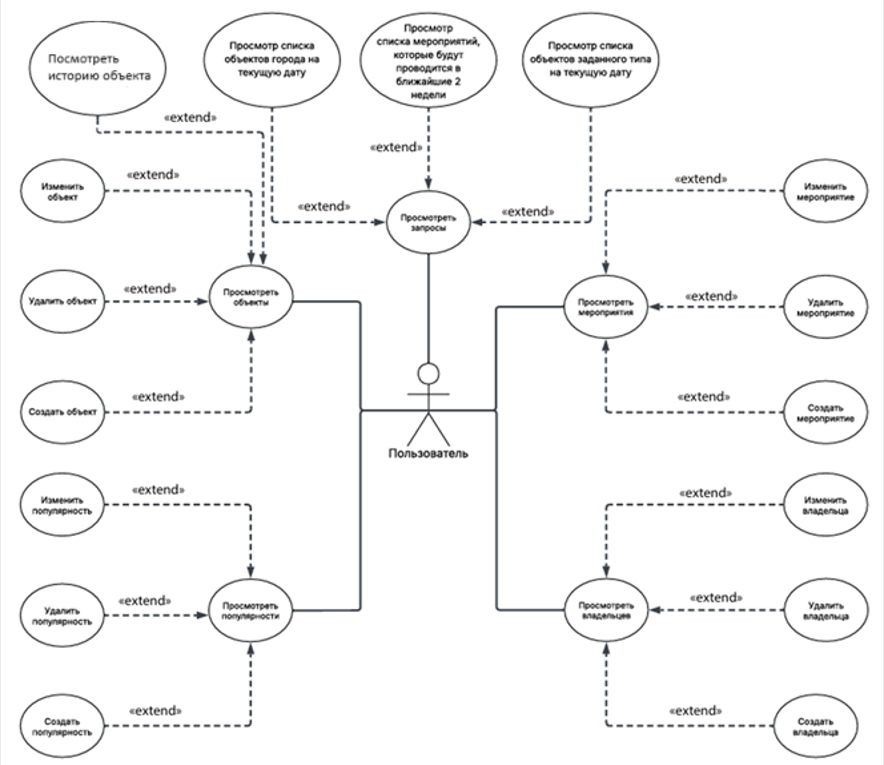 Посмотреть
историю объекта
Просмотр списка
объектов города на
текущую дату
Просмотр
списка мероприятий,
которые будут
проводится в
ближайшие 2
недели
Просмотр списка
объектов заданного типа
на текущую дату
«extend»
«extend»
«extend»
«extend»
Изменить
объект
«extend»
Просмотреть
запросы
«extend»
Изменить
мероприятие
Удалить объект
«extend»
Просмотреть
объекты
Просмотреть
мероприятия
«extend»
Удалить
мероприятие
Создать объект
«extend»
«extend»
Создать
мероприятие
Пользователь
Изменить
популярность
«extend»
«extend»
Изменить
владельца
Удалить
популярность
«extend»
Просмотреть
популярности
Просмотреть
владельцев
«extend»
Удалить
владельца
Создать
популярность
«extend»
«extend»
Создать
владельца